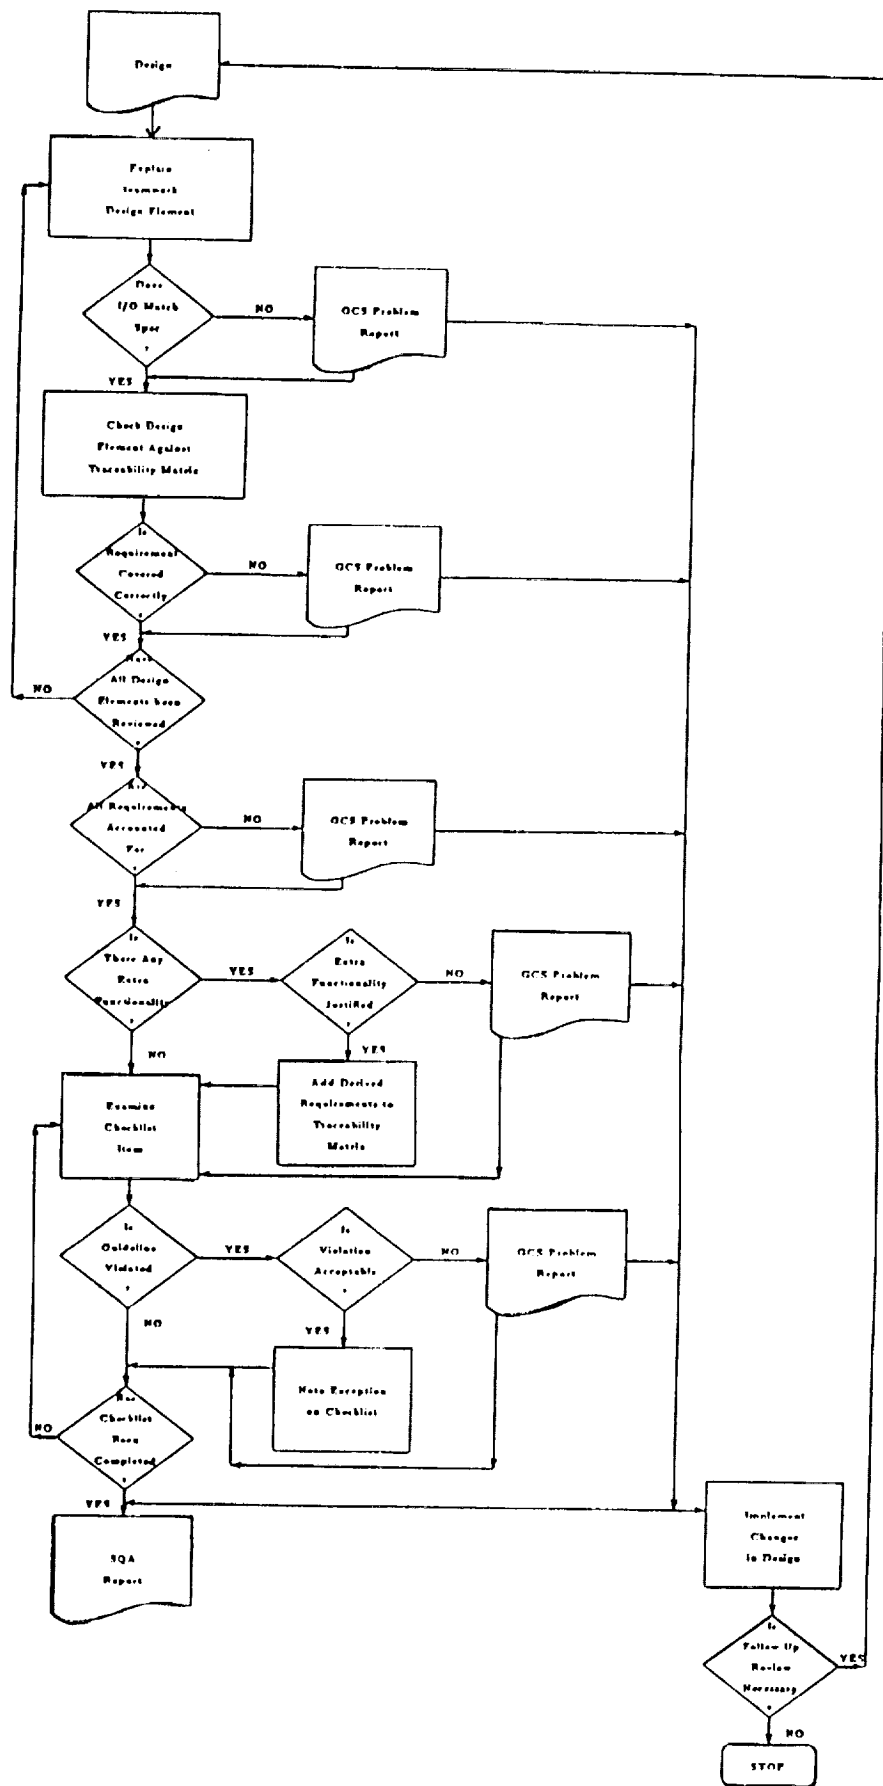 Design
Explain
teamwork
Design Element
Does
I/O Match
Spec
?
NO
GCS Problem
Report
YES
Check Design
Element Against
Traceability Matrix
Is
Requirement
Covered
Correctly
?
NO
GCS Problem
Report
YES
Have
All Design
Elements been
Reviewed
?
NO
YES
Are
All Requirements
Accounted
For
?
NO
GCS Problem
Report
YES
Is
There Any
Extra
Functionality
?
YES
Is
Extra
Functionality
Justified
?
NO
GCS Problem
Report
NO
YES
Add Derived
Requirements to
Traceability
Matrix
Examine
Checklist
Item
Is
Guideline
Violated
?
YES
Is
Violation
Acceptable
?
NO
GCS Problem
Report
NO
YES
Note Exception
on Checklist
Has
Checklist
Been
Completed
?
NO
YES
SQA
Report
Implement
Changes
in Design
Is
Follow Up
Review
Necessary
?
YES
NO
STOP